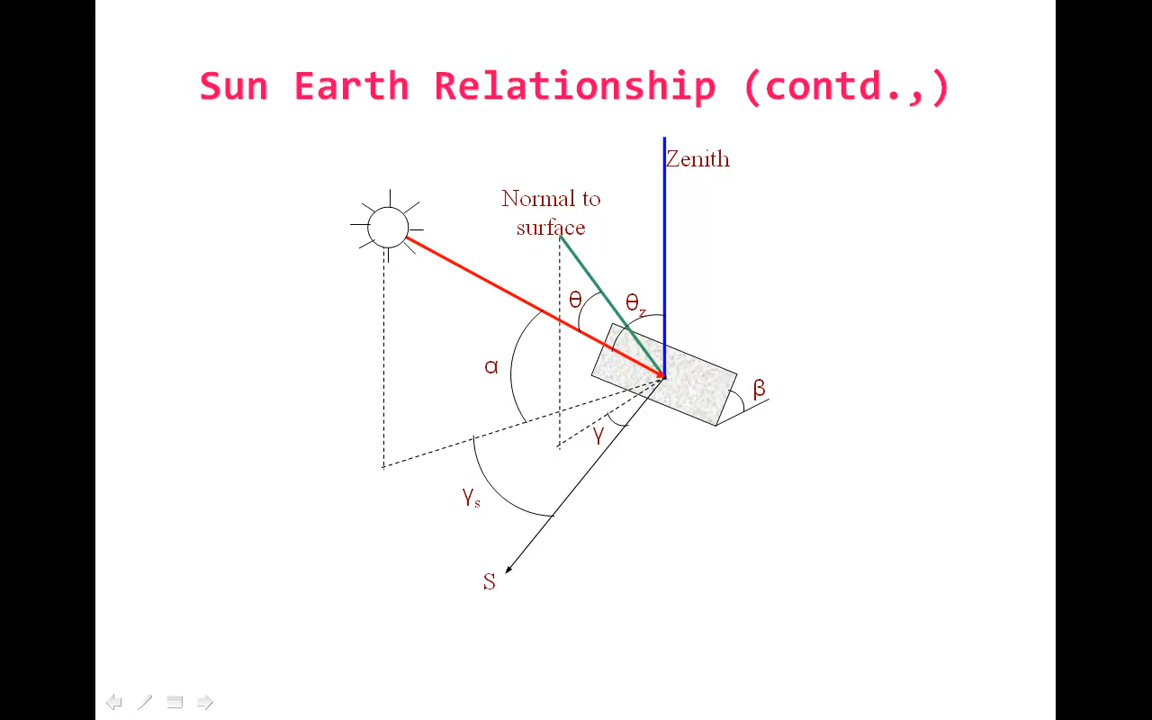 Sun Earth Relationship (contd.,)
Zenith
Normal to
surface
θ
θz
α
β
γ
γs
S